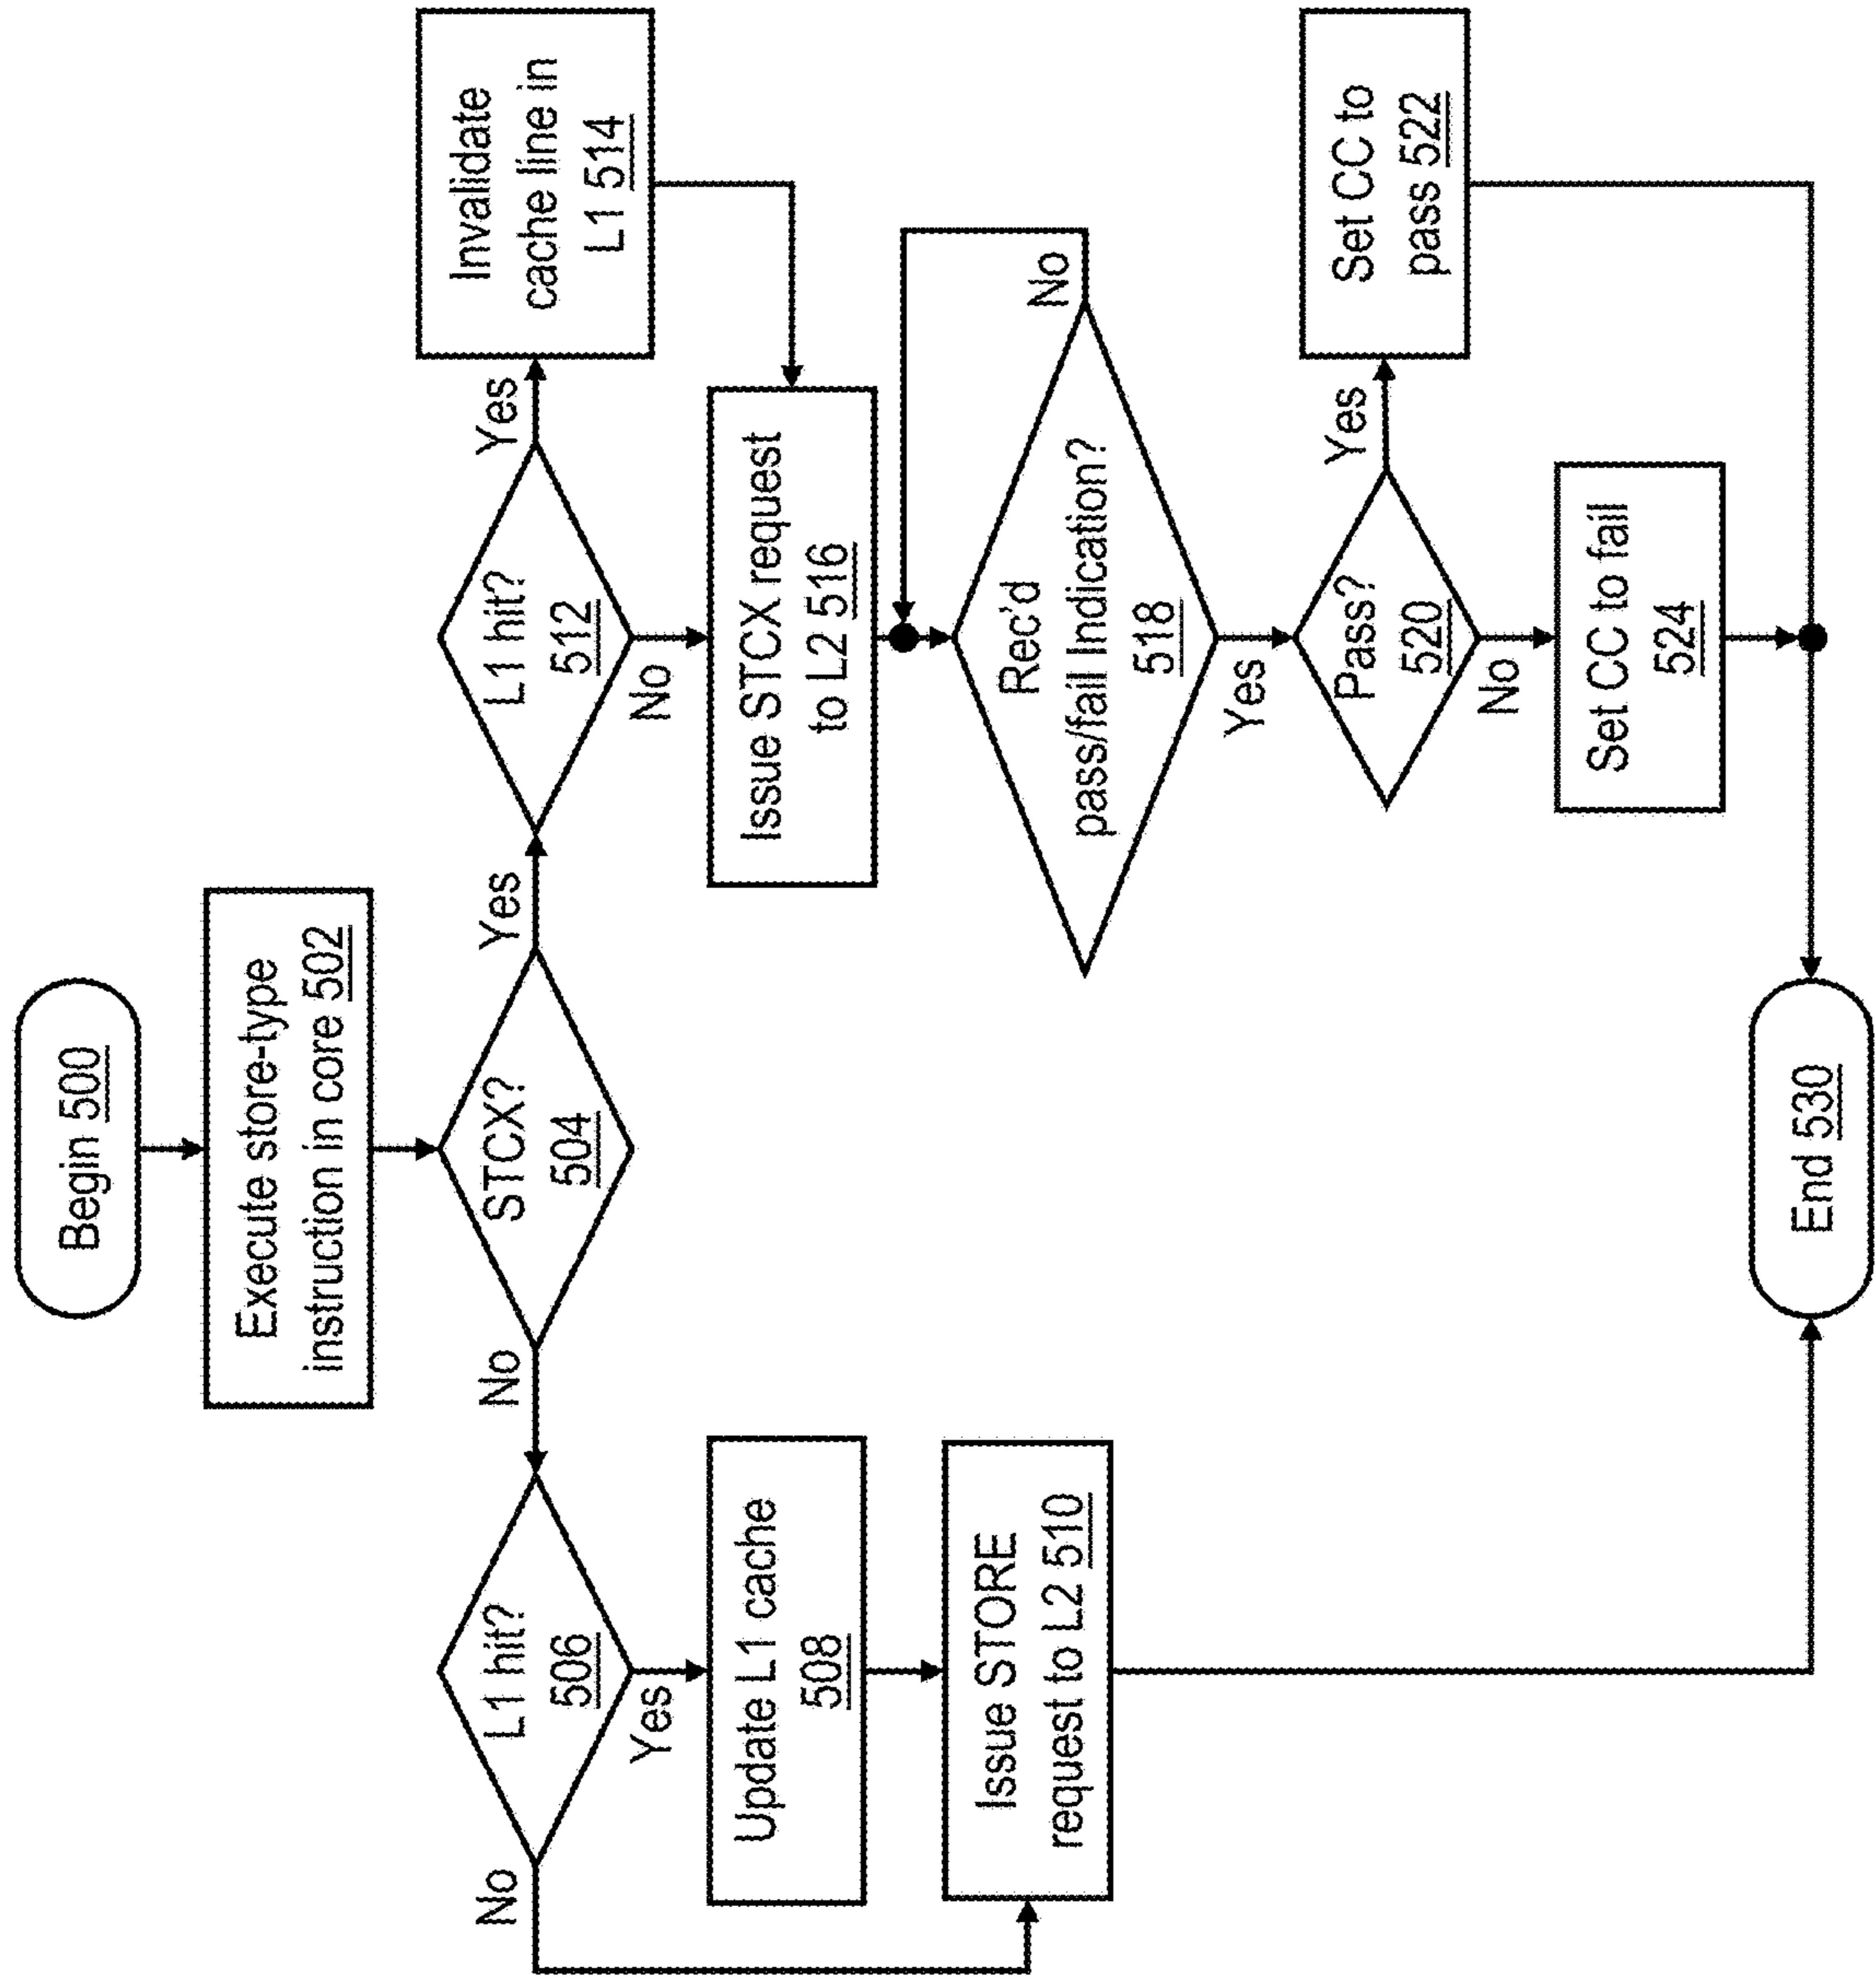 Begin 500
Execute store-type
instruction in core 502
STCX?
504
No
Yes
L1 hit?
506
No
Yes
Update L1 cache
508
Issue STORE
request to L2 510
L1 hit?
512
Yes
No
Invalidate
cache line in
L1 514
Issue STCX request
to L2 516
Rec'd
pass/fail Indication?
518
No
Yes
Pass?
520
Yes
No
Set CC to
pass 522
Set CC to fail
524
End 530